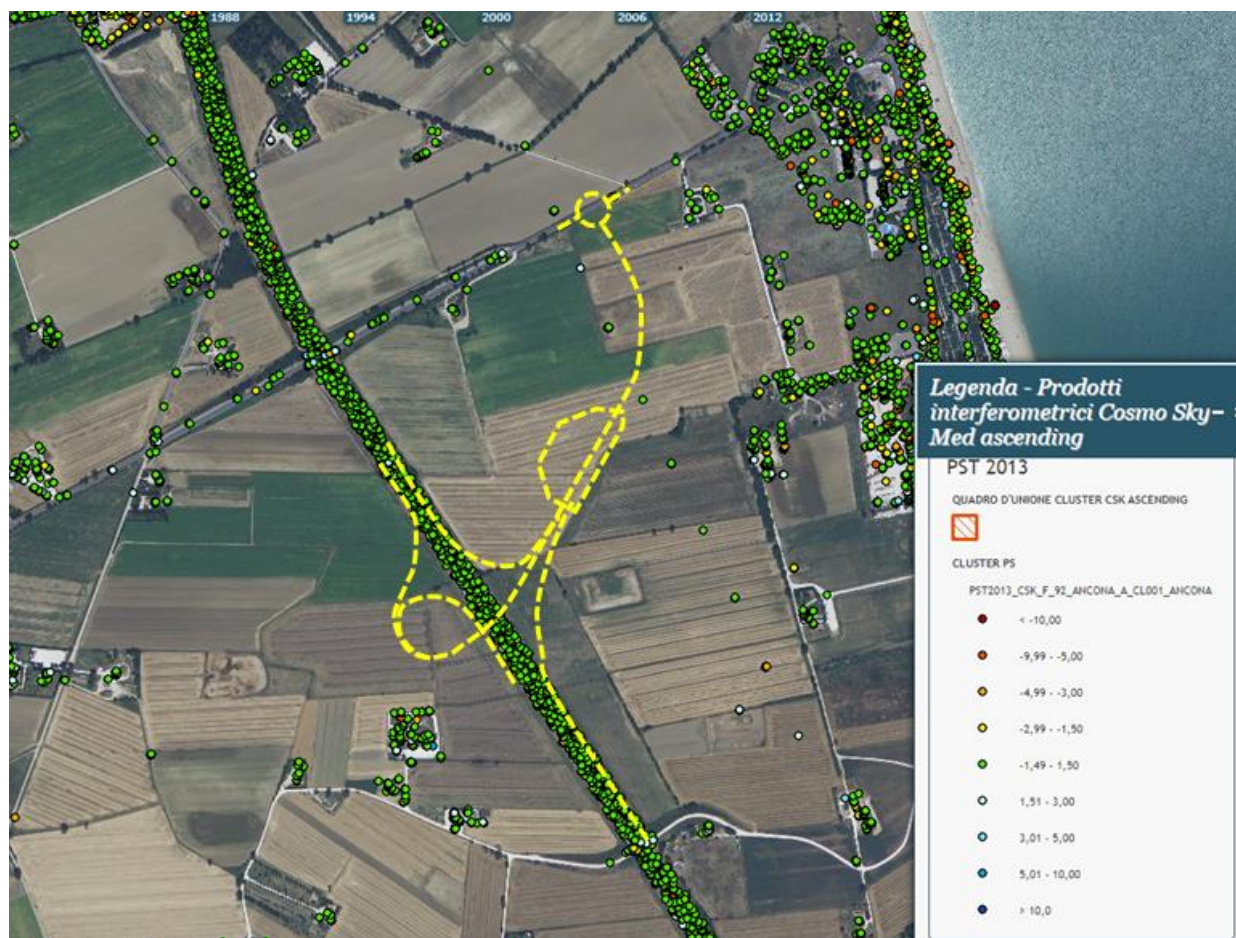 1988 1994 2000 2006 2012
Legenda - Prodotti
interferometrici Cosmo Sky-
Med ascending
PST 2013
QUADRO D'UNIONE CLUSTER CSK ASCENDING
CLUSTER PS
PST2013_CSK_F_92_ANCONA_A_CL001_ANCONA
< -10,00
-9,99 - -5,00
-4,99 - -3,00
-2,99 - -1,50
-1,49 - 1,50
1,51 - 3,00
3,01 - 5,00
5,01 - 10,00
> 10,0